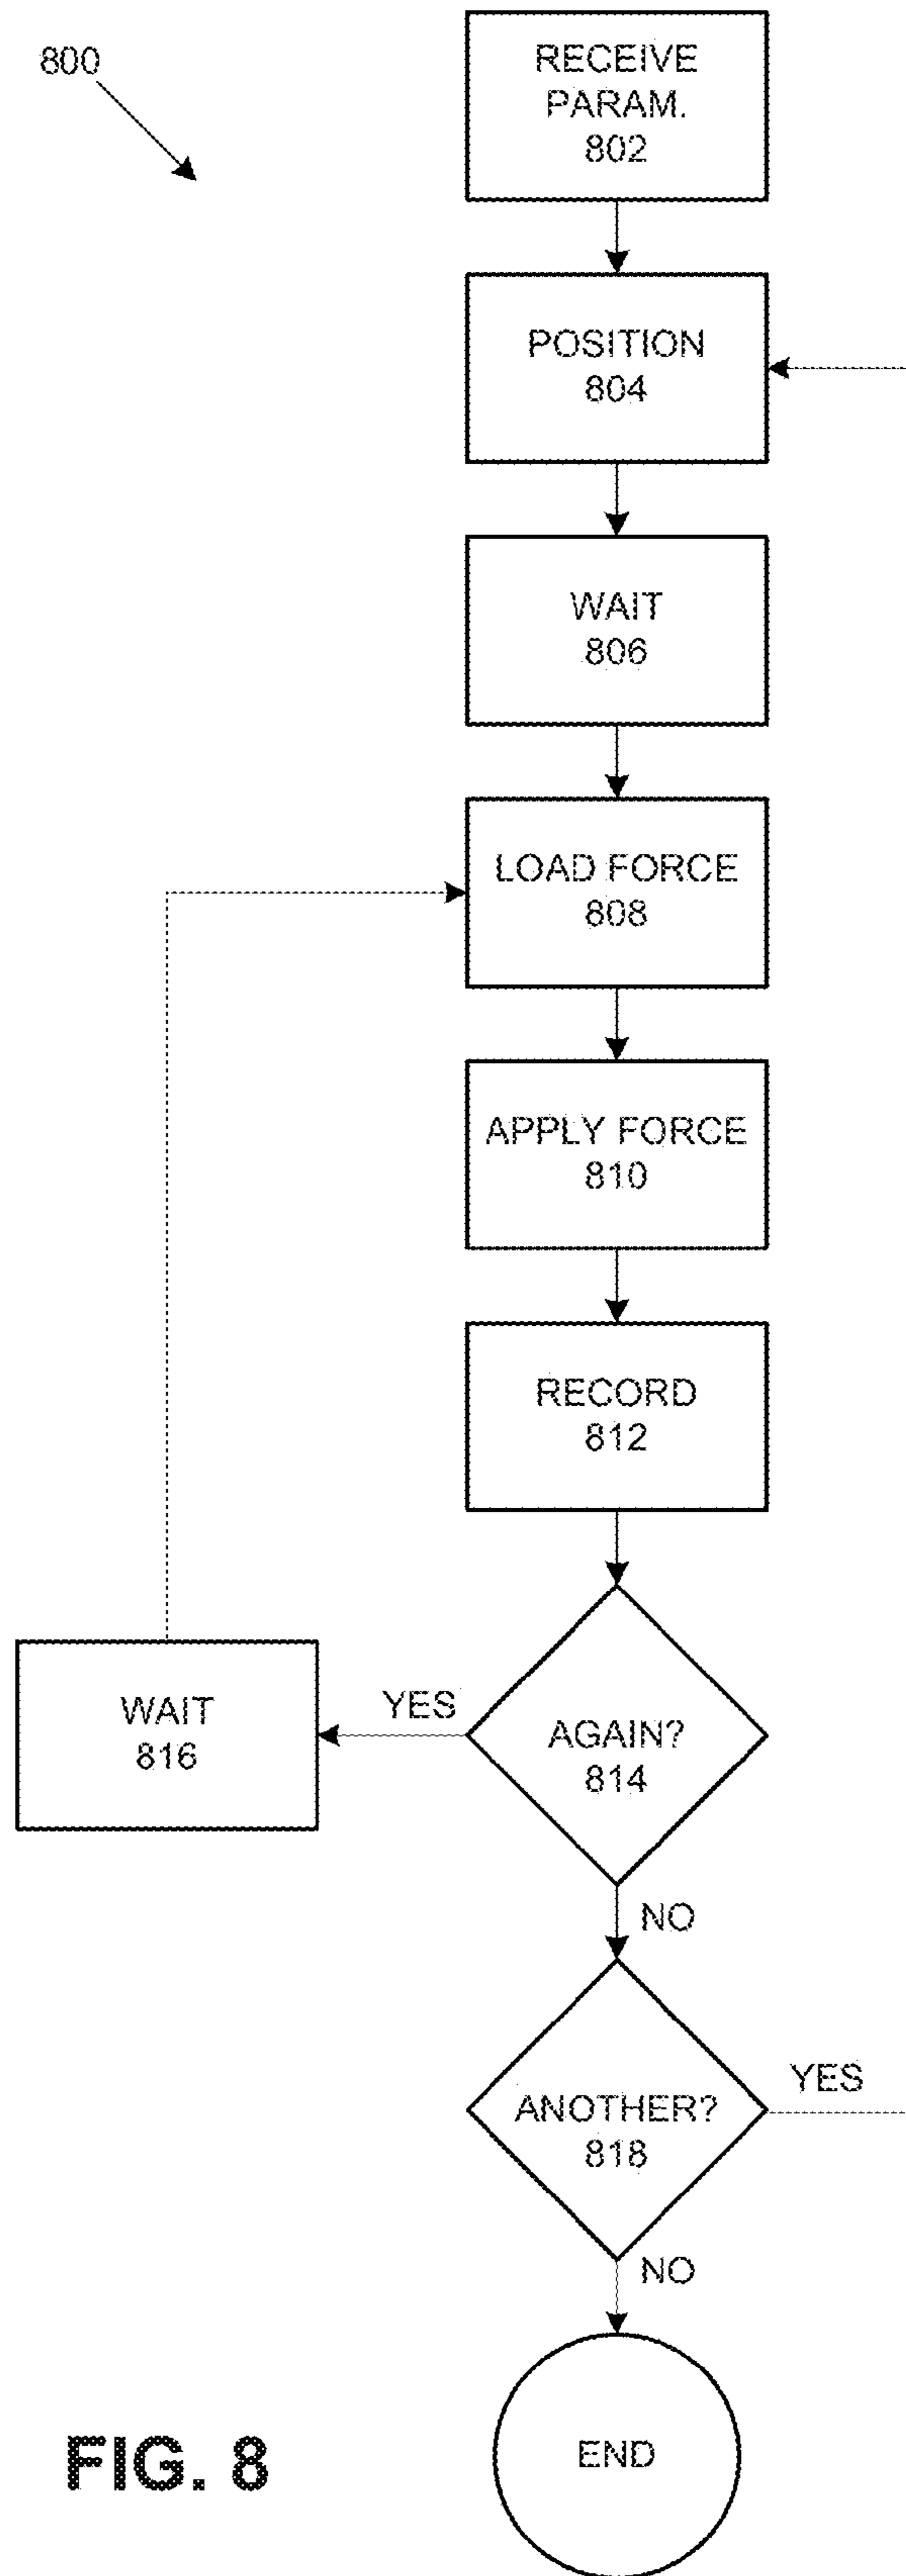 800
RECEIVE
PARAM.
802
POSITION
804
WAIT
806
LOAD FORCE
808
APPLY FORCE
810
RECORD
812
WAIT
816
YES
AGAIN?
814
NO
ANOTHER?
818
YES
NO
END
FIG. 8